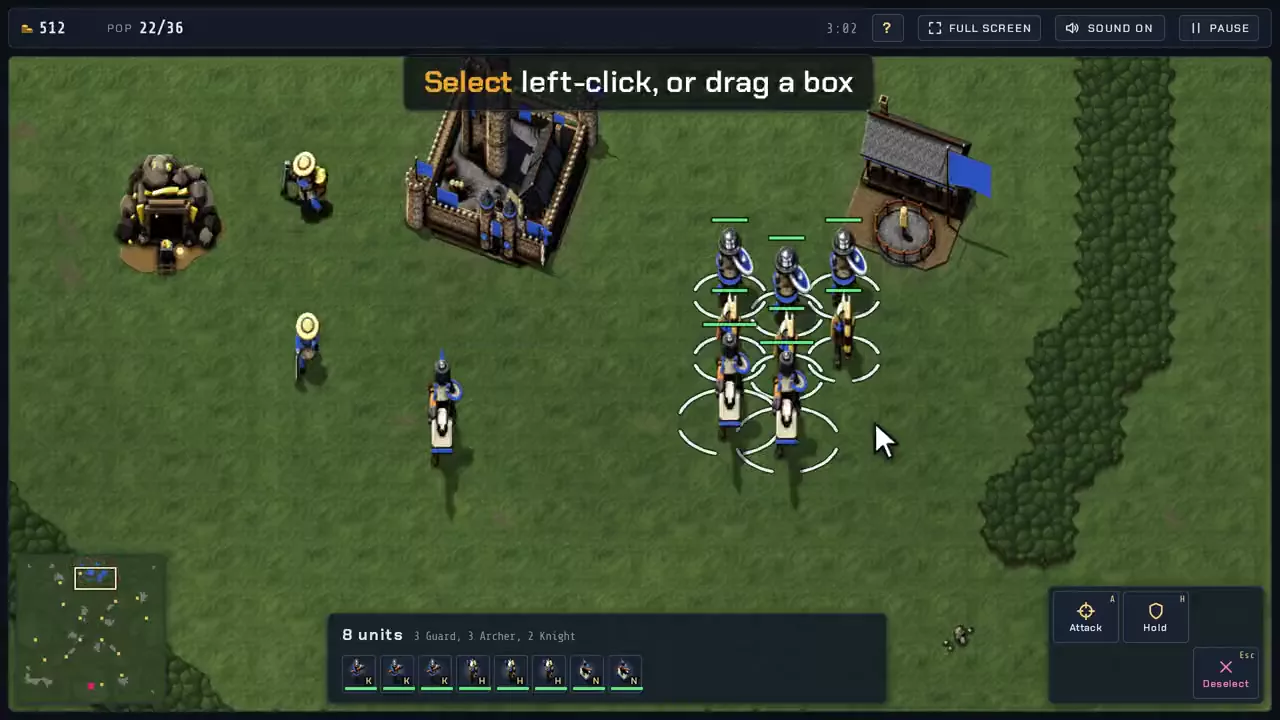 512
POP 22/36
3:02
?
FULL SCREEN
SOUND ON
PAUSE
Select left-click, or drag a box
8 units 3 Guard, 3 Archer, 2 Knight
K K K H H H N N
A
Attack
H
Hold
Esc
Deselect